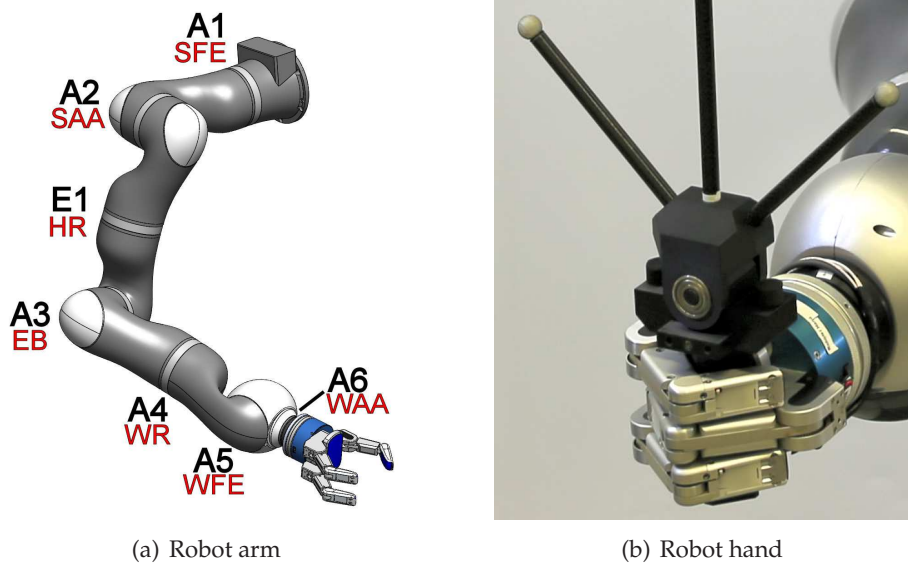 A1
SFE
A2
SAA
E1
HR
A3
EB
A4
WR
A5
WFE
A6
WAA
(a) Robot arm
(b) Robot hand